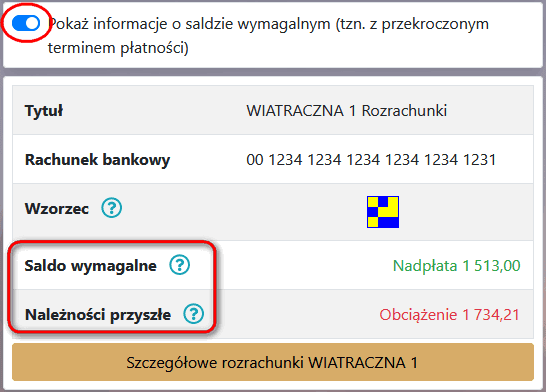 Pokaż informacje o saldzie wymagalnym (tzn. z przekroczonym
terminem płatności)
Tytuł WIATRACZNA 1 Rozrachunki
Rachunek bankowy 00 1234 1234 1234 1234 1234 1231
Wzorzec ?
Saldo wymagalne ? Nadpłata 1 513,00
Należności przyszłe ? Obciążenie 1 734,21
Szczegółowe rozrachunki WIATRACZNA 1